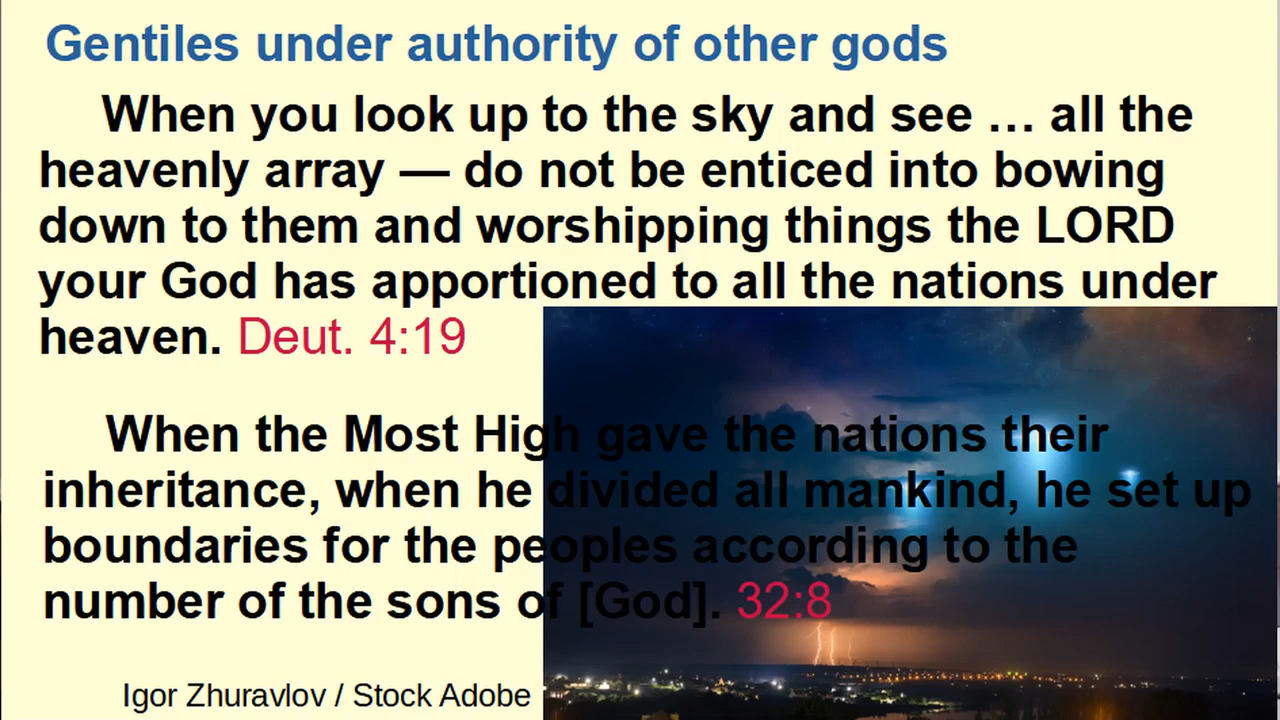 Gentiles under authority of other gods
When you look up to the sky and see … all the
heavenly array — do not be enticed into bowing
down to them and worshipping things the LORD
your God has apportioned to all the nations under
heaven. Deut. 4:19
When the Most High gave the nations their
inheritance, when he divided all mankind, he set up
boundaries for the peoples according to the
number of the sons of [God]. 32:8
Igor Zhuravlov / Stock Adobe